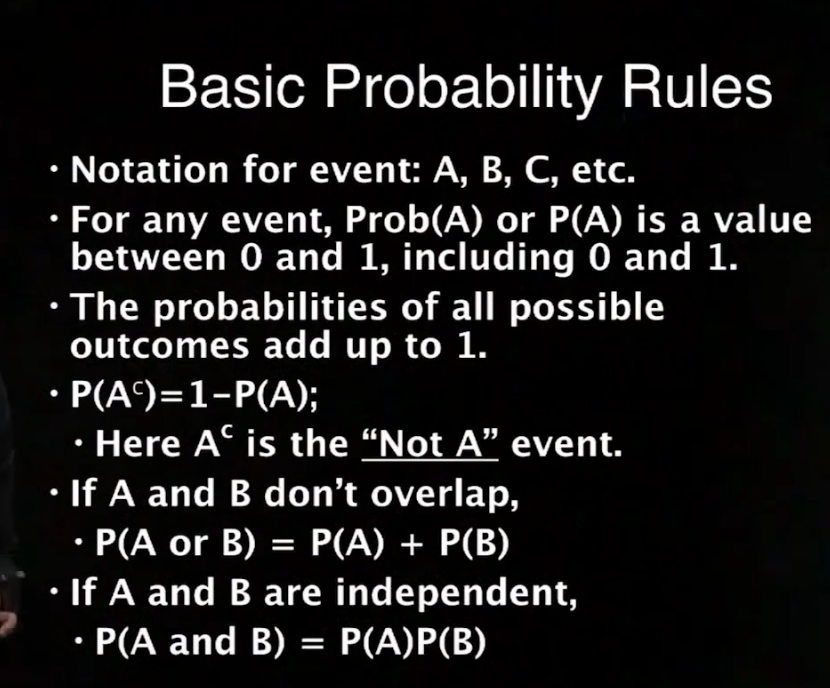 Basic Probability Rules
· Notation for event: A, B, C, etc.
· For any event, Prob(A) or P(A) is a value
between 0 and 1, including 0 and 1.
· The probabilities of all possible
outcomes add up to 1.
· P(Aᶜ)=1-P(A);
· Here Aᶜ is the “Not A” event.
· If A and B don’t overlap,
· P(A or B) = P(A) + P(B)
· If A and B are independent,
· P(A and B) = P(A)P(B)